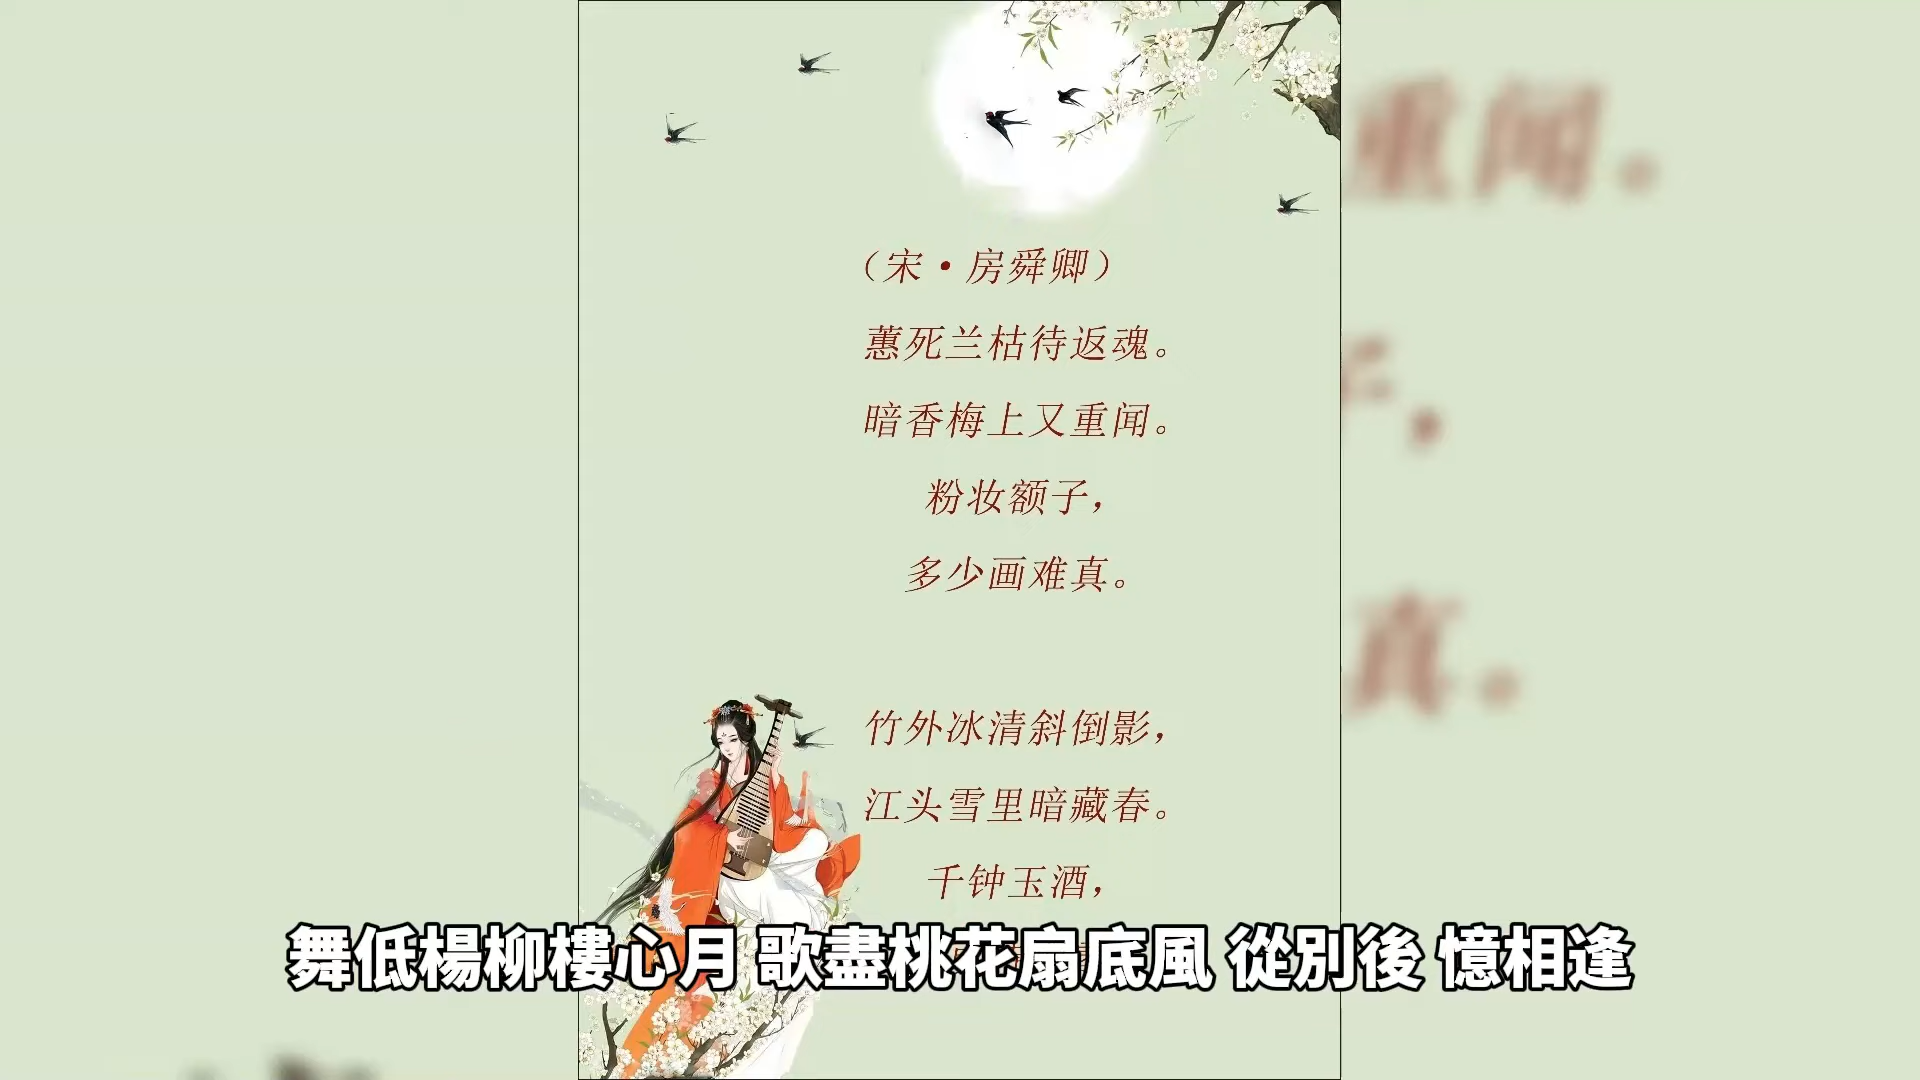 （宋·房舜卿）
蕙死兰枯待返魂。
暗香梅上又重闻。
粉妆额子，
多少画难真。
竹外冰清斜倒影，
江头雪里暗藏春。
千钟玉酒，
舞低楊柳樓心月 歌盡桃花扇底風 從別後 憶相逢
重闻。
，
真。